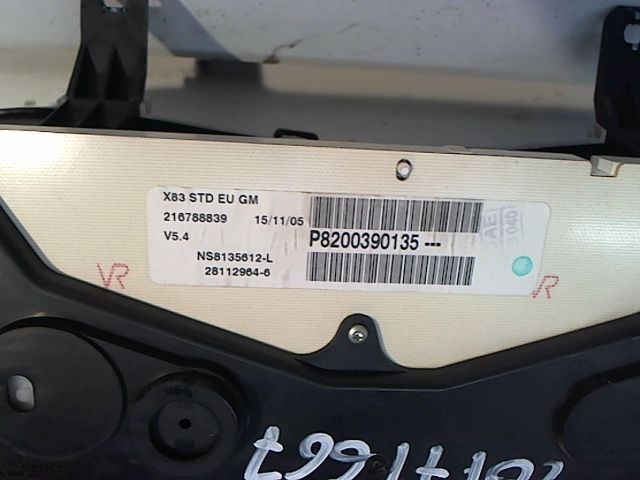 X83 STD EU GM
216788839 15/11/05
V5.4
P8200390135---
NS8135612-L
28112964-6
VR
VR